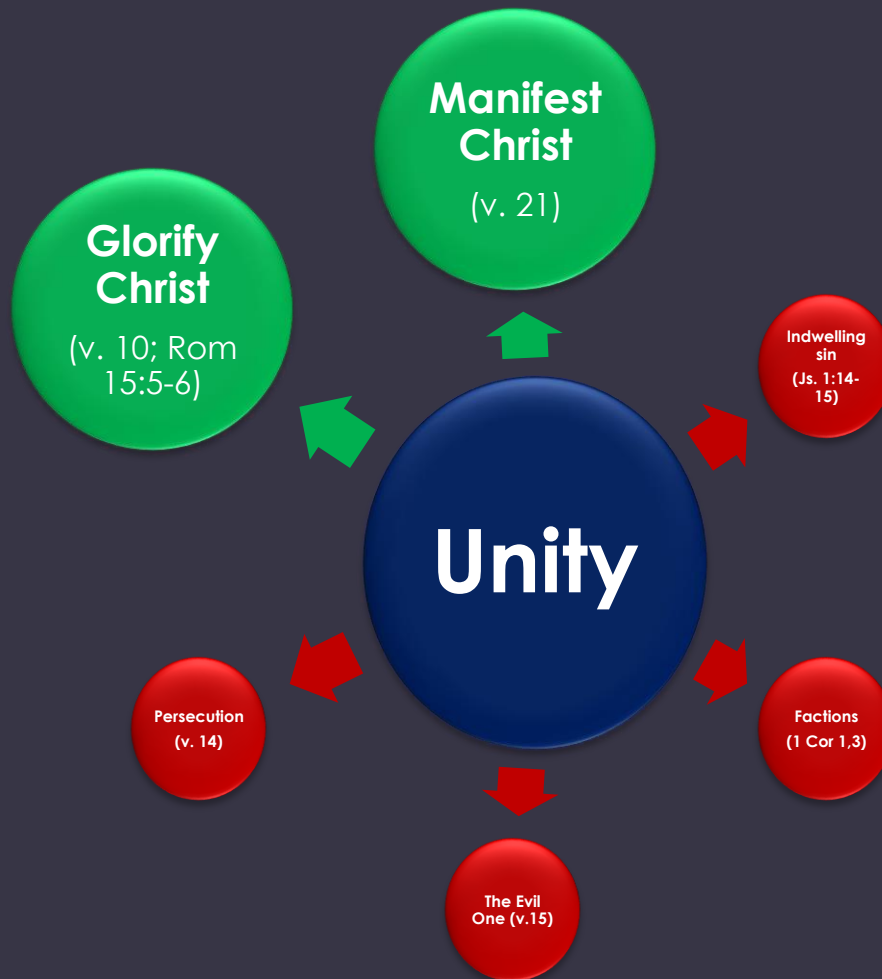 Manifest
Christ
(v. 21)
Glorify
Christ
(v. 10; Rom
15:5-6)
Indwelling
sin
(Js. 1:14-
15)
Unity
Persecution
(v. 14)
Factions
(1 Cor 1,3)
The Evil
One (v.15)